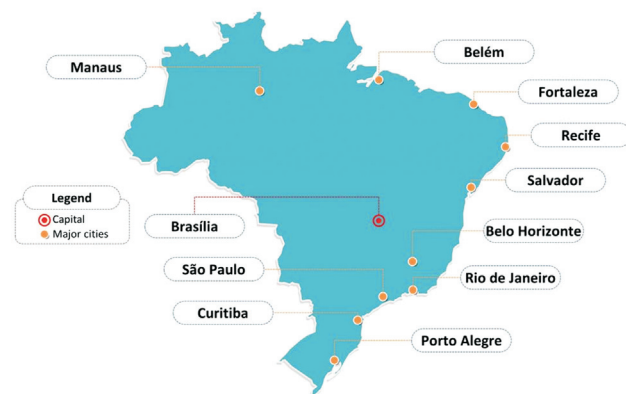 Belém
Manaus
Fortaleza
Recife
Salvador
Legend
Capital
Major cities
Brasília
Belo Horizonte
São Paulo
Rio de Janeiro
Curitiba
Porto Alegre